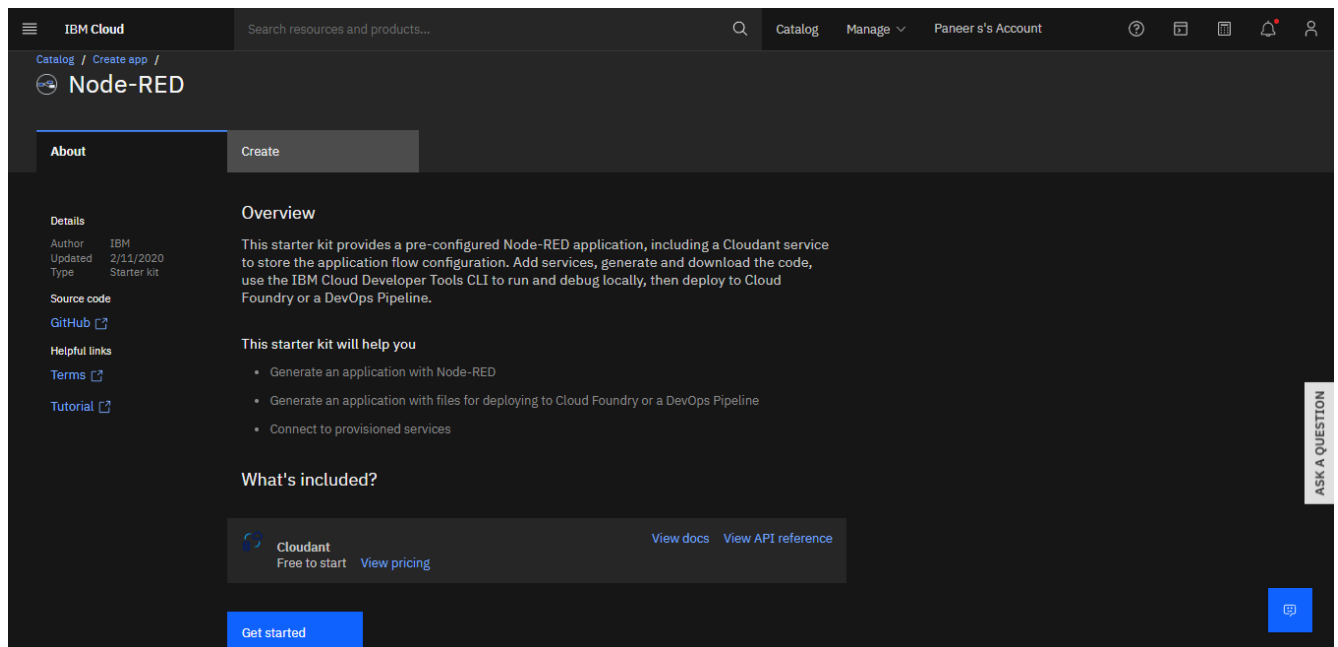 IBM Cloud
Search resources and products...
Catalog
Manage
Paneer s's Account
Catalog / Create app /
Node-RED
About
Create
Details
Author IBM
Updated 2/11/2020
Type Starter kit
Source code
GitHub
Helpful links
Terms
Tutorial
Overview
This starter kit provides a pre-configured Node-RED application, including a Cloudant service
to store the application flow configuration. Add services, generate and download the code,
use the IBM Cloud Developer Tools CLI to run and debug locally, then deploy to Cloud
Foundry or a DevOps Pipeline.
This starter kit will help you
• Generate an application with Node-RED
• Generate an application with files for deploying to Cloud Foundry or a DevOps Pipeline
• Connect to provisioned services
What's included?
Cloudant
Free to start View pricing
View docs View API reference
Get started
ASK A QUESTION